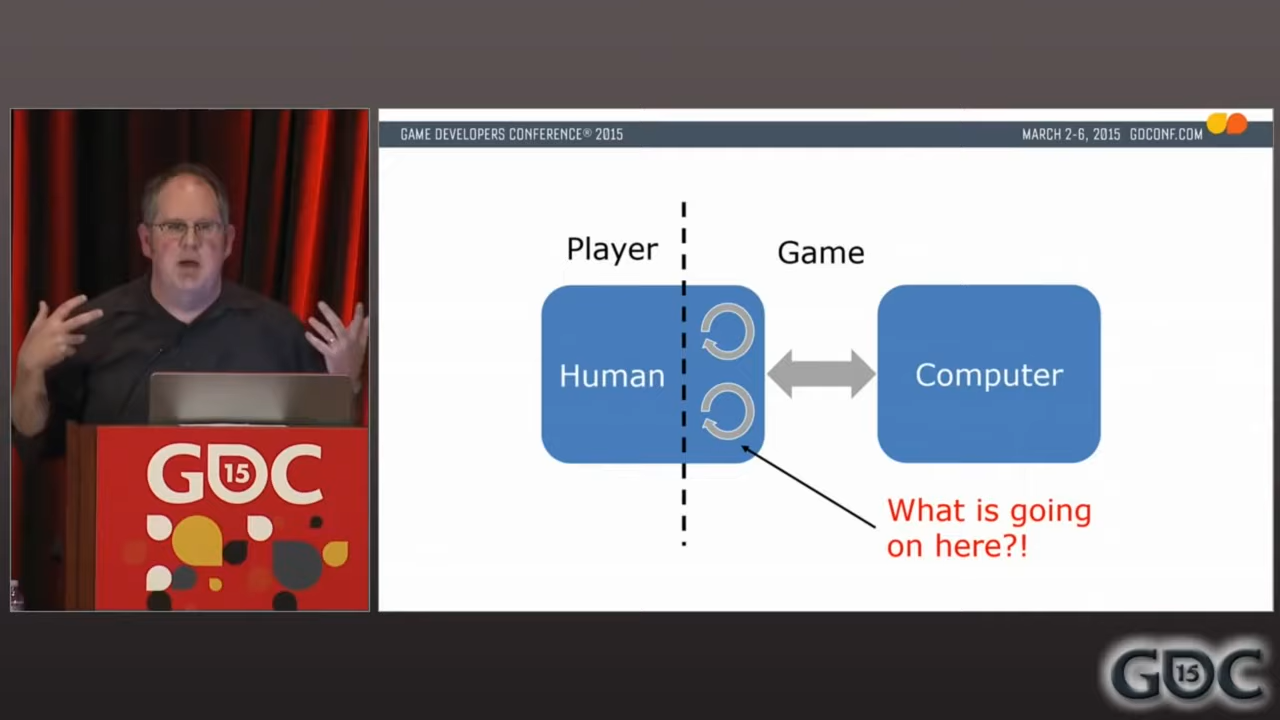 GAME DEVELOPERS CONFERENCE® 2015
MARCH 2-6, 2015 GDCONF.COM
Player
Game
Human
Computer
What is going
on here?!
GDC
15
GDC
15